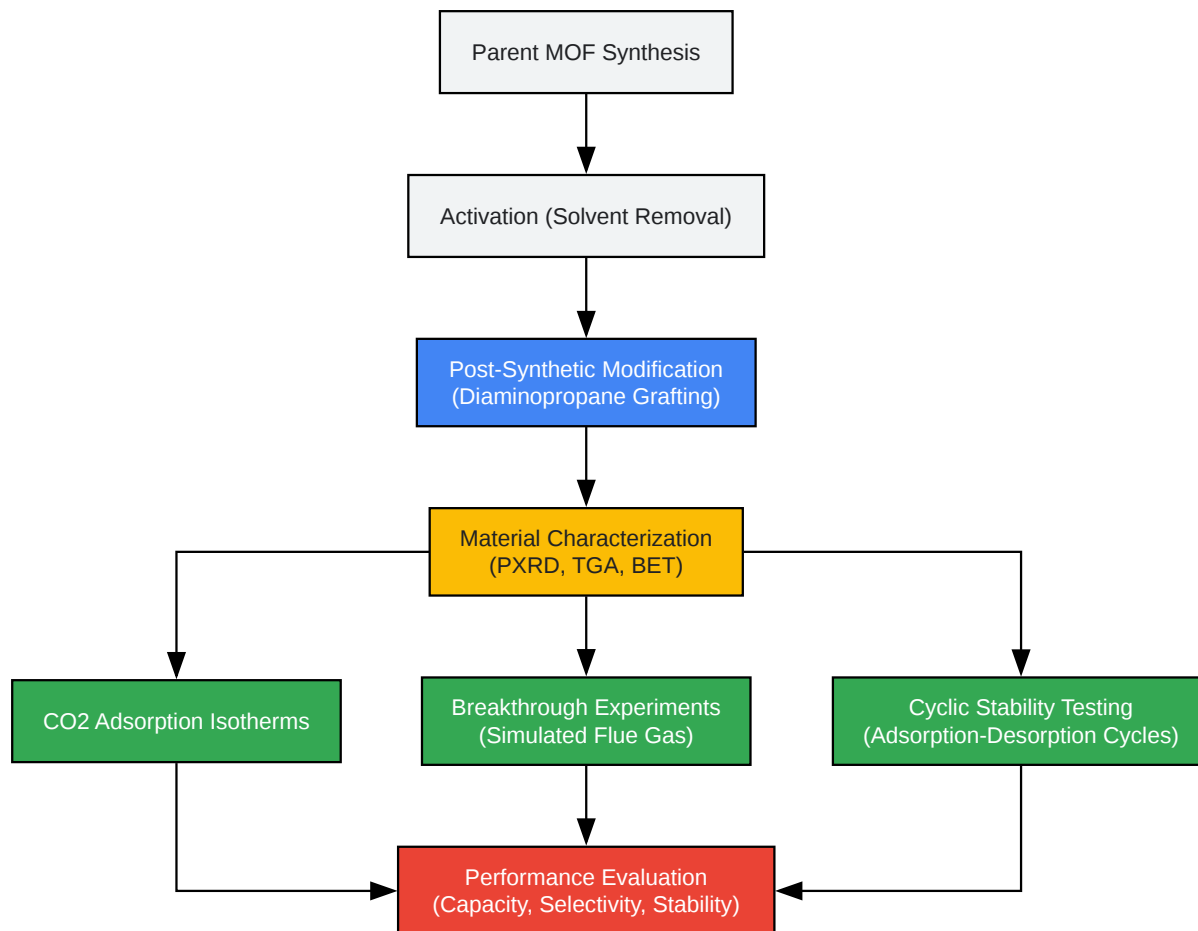 Parent MOF Synthesis
Activation (Solvent Removal)
Post-Synthetic Modification
(Diaminopropane Grafting)
Material Characterization
(PXRD, TGA, BET)
CO2 Adsorption Isotherms
Breakthrough Experiments
(Simulated Flue Gas)
Cyclic Stability Testing
(Adsorption-Desorption Cycles)
Performance Evaluation
(Capacity, Selectivity, Stability)